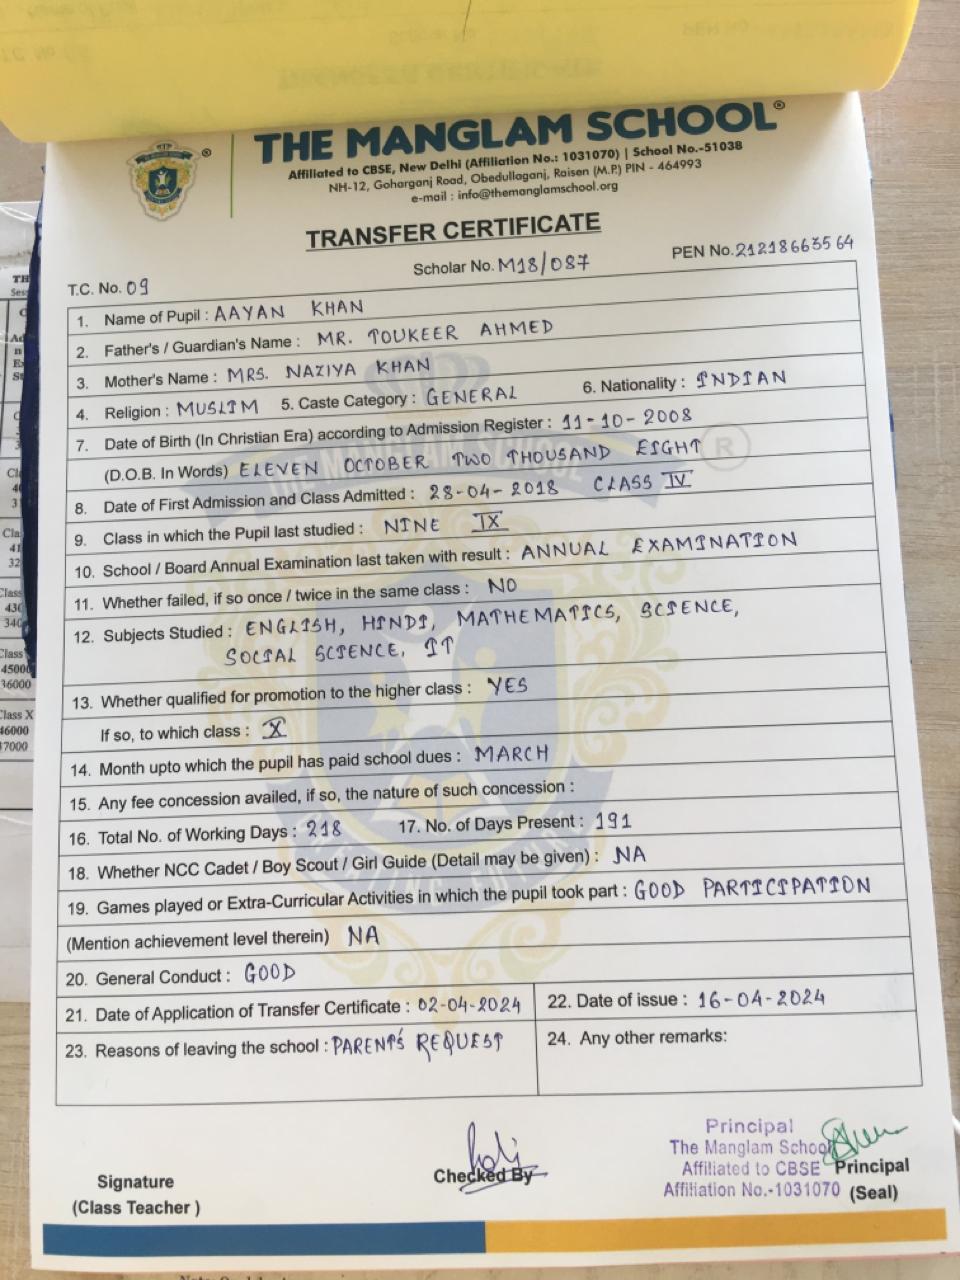 THE MANGLAM SCHOOL®
Affiliated to CBSE, New Delhi (Affiliation No.: 1031070) | School No.-51038
NH-12, Goharganj Road, Obedullaganj, Raisen (M.P.) PIN - 464993
e-mail : info@themanglamschool.org
TRANSFER CERTIFICATE
Scholar No. M18/087
PEN No. 21218663564
T.C. No. 09
1. Name of Pupil : AAYAN KHAN
2. Father's / Guardian's Name : MR. TOUKEER AHMED
3. Mother's Name : MRS. NAZIYA KHAN
4. Religion : MUSLIM 5. Caste Category : GENERAL 6. Nationality : INDIAN
7. Date of Birth (In Christian Era) according to Admission Register : 11-10-2008
(D.O.B. In Words) ELEVEN OCTOBER TWO THOUSAND EIGHT
8. Date of First Admission and Class Admitted : 28-04-2018 CLASS IV
9. Class in which the Pupil last studied : NINE IX
10. School / Board Annual Examination last taken with result : ANNUAL EXAMINATION
11. Whether failed, if so once / twice in the same class : NO
12. Subjects Studied : ENGLISH, HINDI, MATHEMATICS, SCIENCE,
SOCIAL SCIENCE, IT
13. Whether qualified for promotion to the higher class : YES
If so, to which class : X
14. Month upto which the pupil has paid school dues : MARCH
15. Any fee concession availed, if so, the nature of such concession :
16. Total No. of Working Days : 218 17. No. of Days Present : 191
18. Whether NCC Cadet / Boy Scout / Girl Guide (Detail may be given) : NA
19. Games played or Extra-Curricular Activities in which the pupil took part : GOOD PARTICIPATION
(Mention achievement level therein) NA
20. General Conduct : GOOD
21. Date of Application of Transfer Certificate : 02-04-2024
22. Date of issue : 16-04-2024
23. Reasons of leaving the school : PARENT'S REQUEST
24. Any other remarks:
Principal
The Manglam School
Affiliated to CBSE
Affiliation No.-1031070
Signature
(Class Teacher )
Checked By
Principal
(Seal)